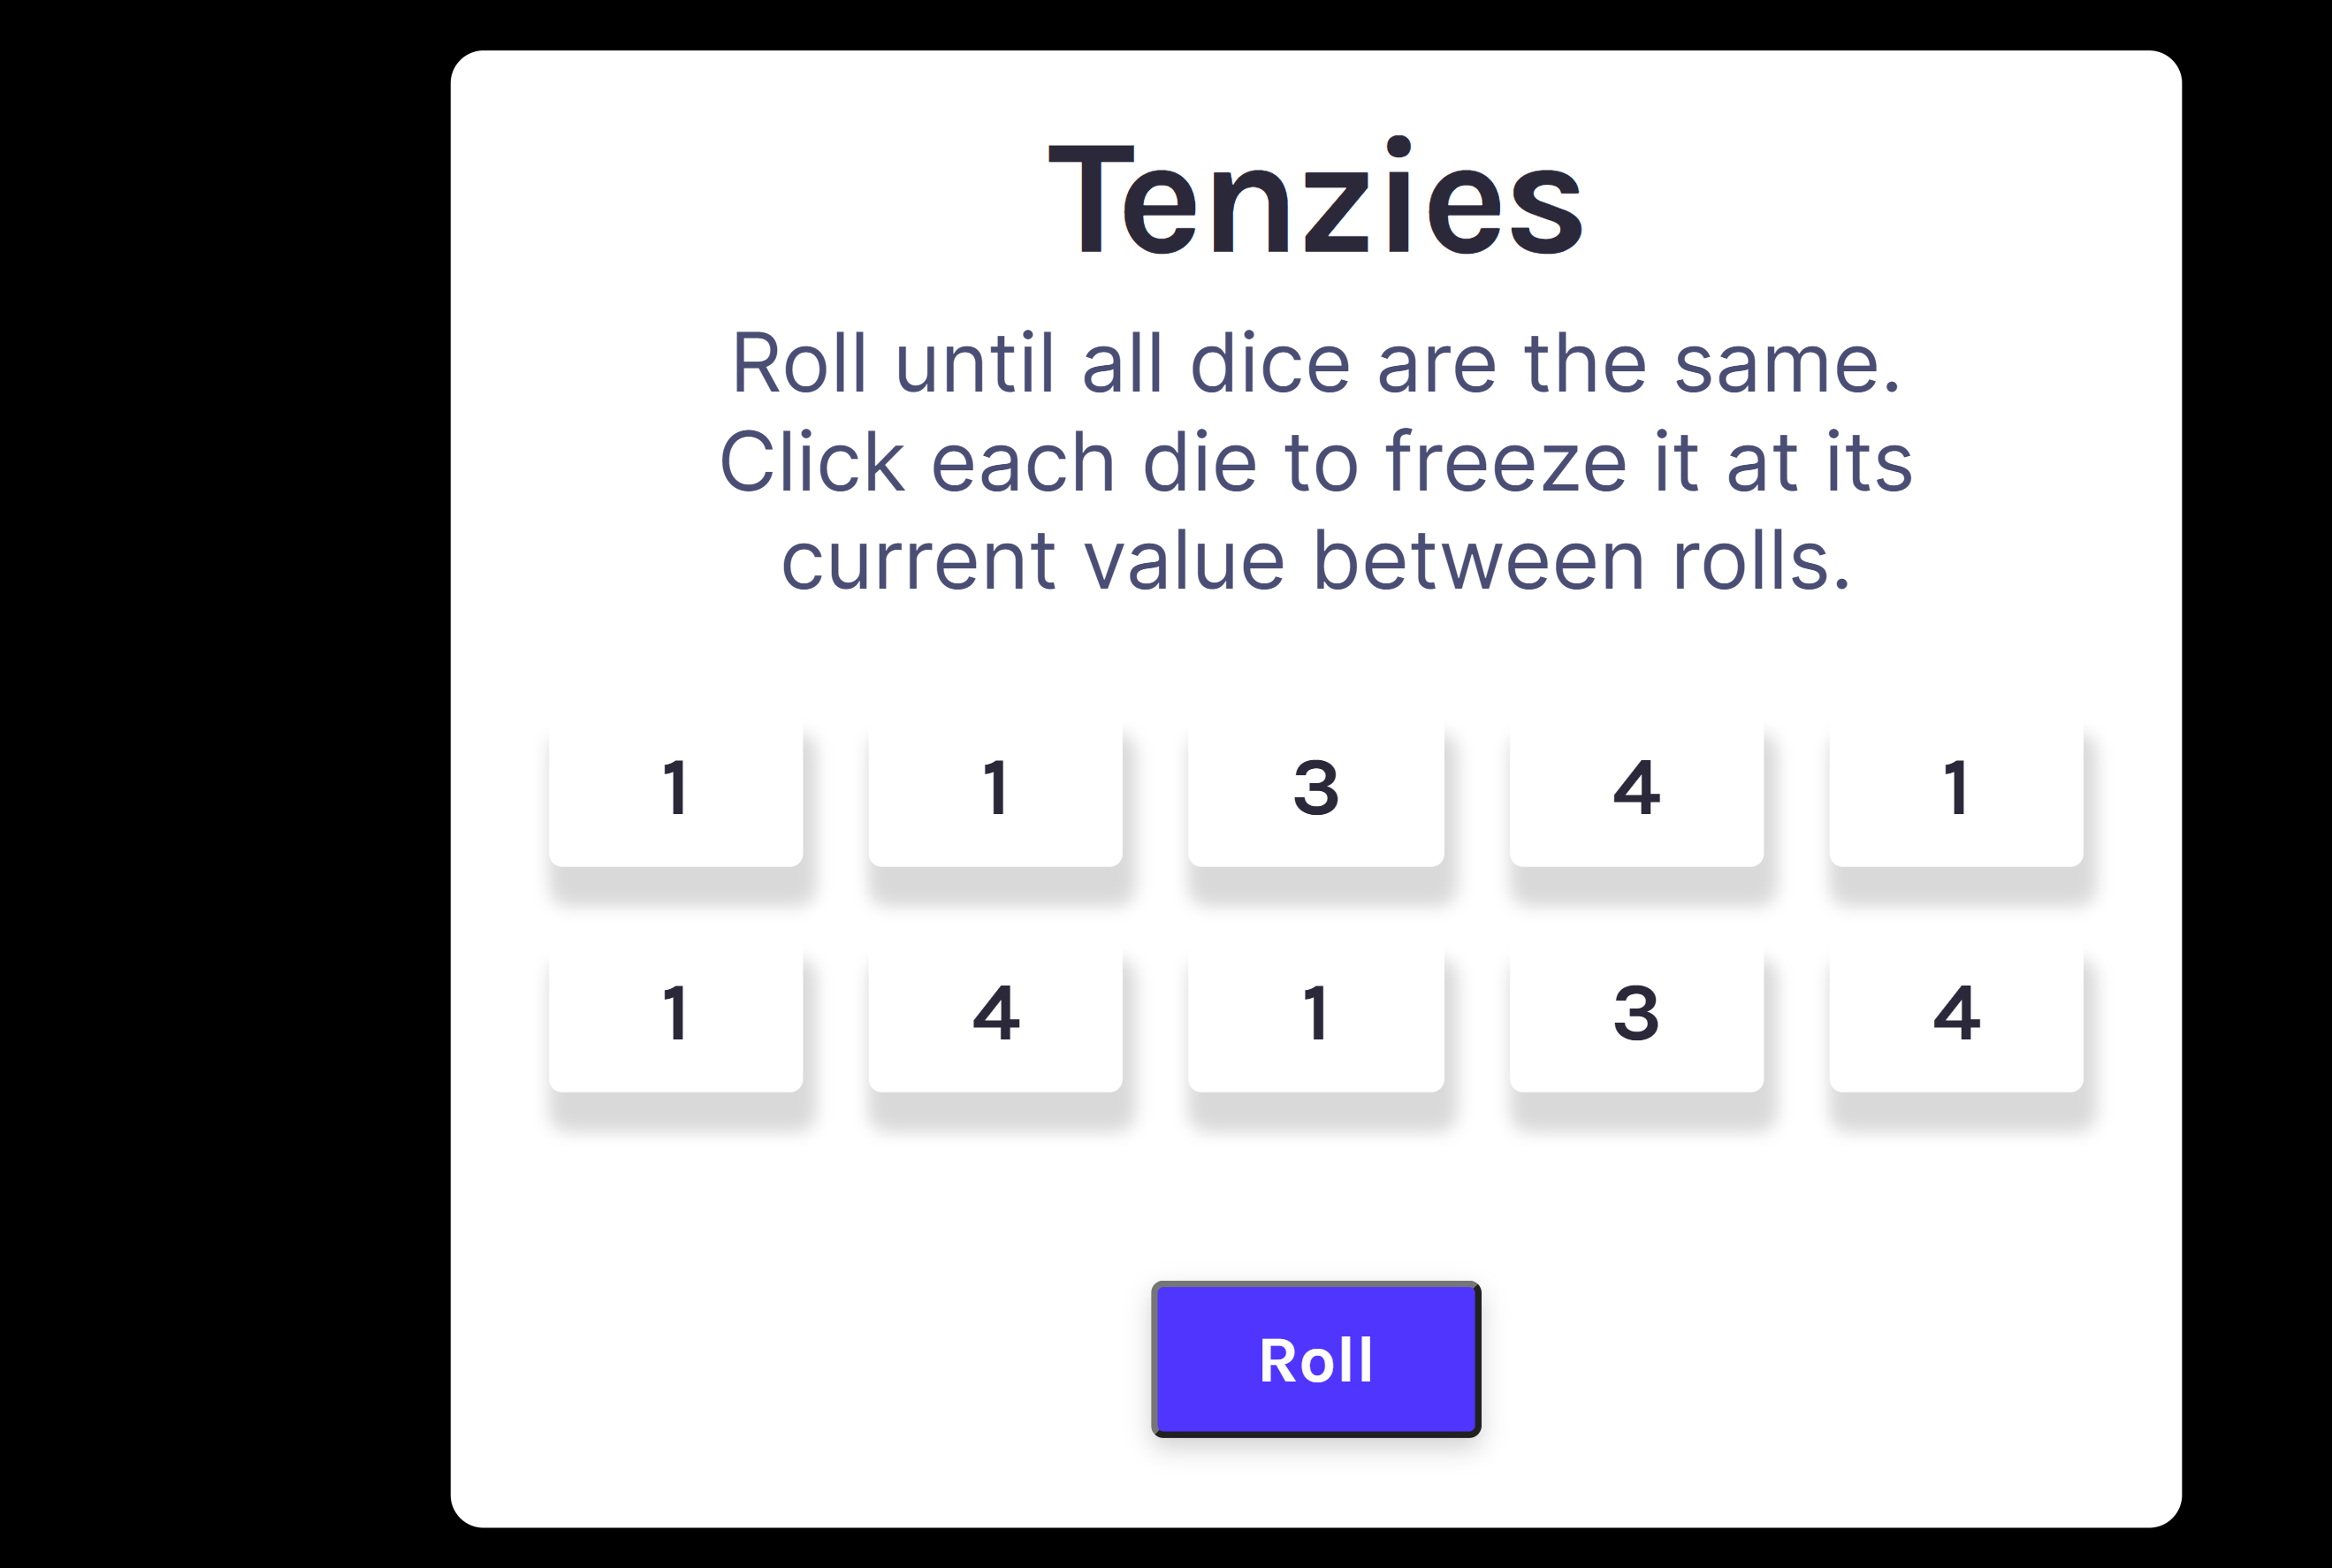 Tenzies
Roll until all dice are the same.
Click each die to freeze it at its
current value between rolls.
1 1 3 4 1
1 4 1 3 4
Roll